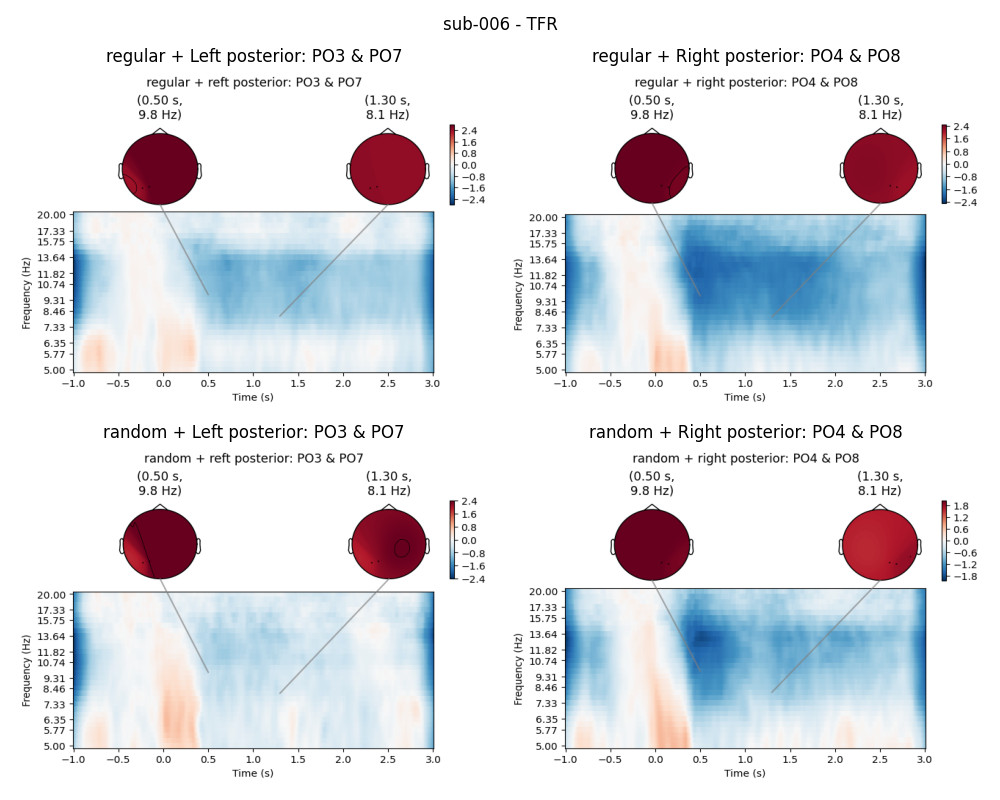 sub-006 - TFR
regular + Left posterior: PO3 & PO7
regular + reft posterior: PO3 & PO7
(0.50 s,
9.8 Hz)
(1.30 s,
8.1 Hz)
2.4
1.6
0.8
0.0
−0.8
−1.6
−2.4
20.00
17.33
15.75
13.64
11.82
10.74
9.31
8.46
7.33
6.35
5.77
5.00
Frequency (Hz)
−1.0 −0.5 0.0 0.5 1.0 1.5 2.0 2.5 3.0
Time (s)
regular + Right posterior: PO4 & PO8
regular + right posterior: PO4 & PO8
(0.50 s,
9.8 Hz)
(1.30 s,
8.1 Hz)
2.4
1.6
0.8
0.0
−0.8
−1.6
−2.4
20.00
17.33
15.75
13.64
11.82
10.74
9.31
8.46
7.33
6.35
5.77
5.00
Frequency (Hz)
−1.0 −0.5 0.0 0.5 1.0 1.5 2.0 2.5 3.0
Time (s)
random + Left posterior: PO3 & PO7
random + reft posterior: PO3 & PO7
(0.50 s,
9.8 Hz)
(1.30 s,
8.1 Hz)
2.4
1.6
0.8
0.0
−0.8
−1.6
−2.4
20.00
17.33
15.75
13.64
11.82
10.74
9.31
8.46
7.33
6.35
5.77
5.00
Frequency (Hz)
−1.0 −0.5 0.0 0.5 1.0 1.5 2.0 2.5 3.0
Time (s)
random + Right posterior: PO4 & PO8
random + right posterior: PO4 & PO8
(0.50 s,
9.8 Hz)
(1.30 s,
8.1 Hz)
1.8
1.2
0.6
0.0
−0.6
−1.2
−1.8
20.00
17.33
15.75
13.64
11.82
10.74
9.31
8.46
7.33
6.35
5.77
5.00
Frequency (Hz)
−1.0 −0.5 0.0 0.5 1.0 1.5 2.0 2.5 3.0
Time (s)